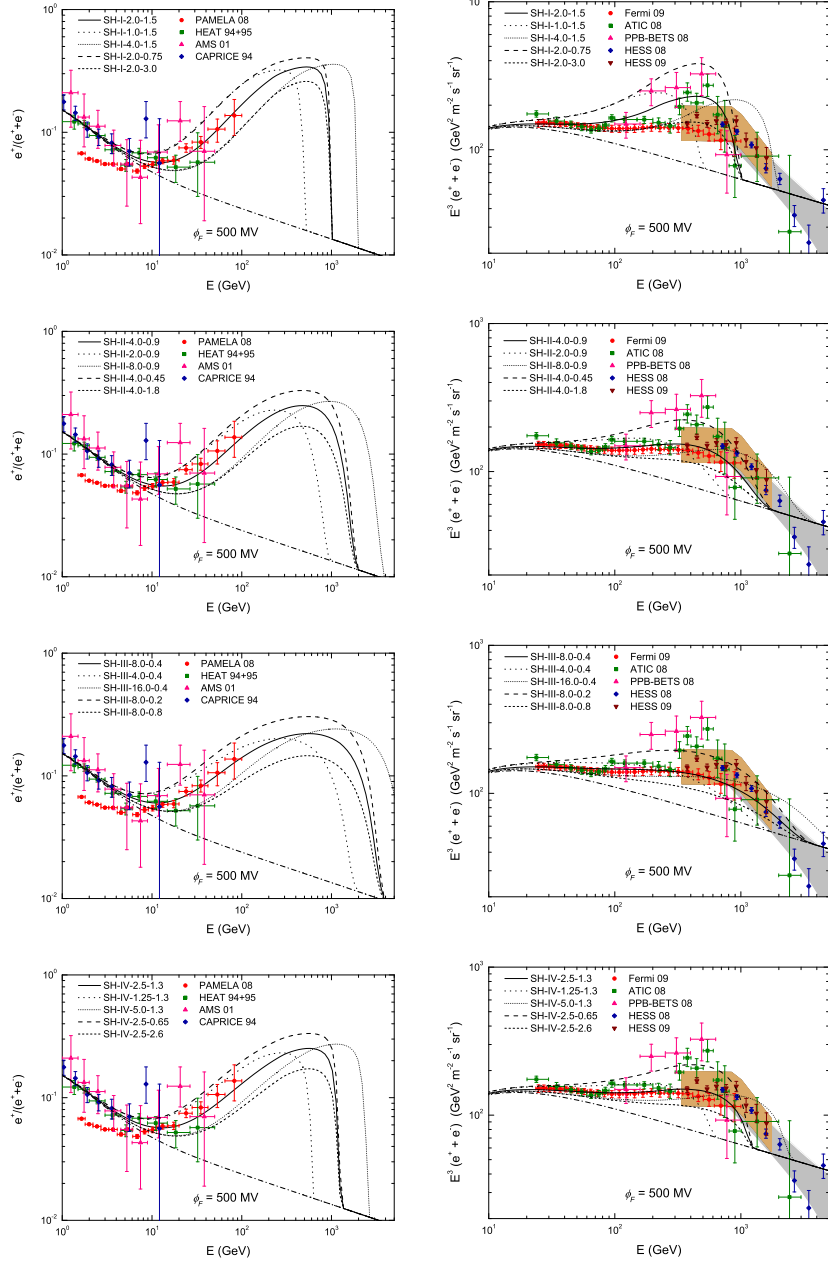 SH-I-2.0-1.5 PAMELA 08
SH-I-1.0-1.5 HEAT 94+95
SH-I-4.0-1.5 AMS 01
SH-I-2.0-0.75 CAPRICE 94
SH-I-2.0-3.0
10⁰
10⁻¹
10⁻²
e⁺/(e⁺+e⁻)
ϕF = 500 MV
10⁰ 10¹ 10² 10³
E (GeV)
SH-I-2.0-1.5 Fermi 09
SH-I-1.0-1.5 ATIC 08
SH-I-4.0-1.5 PPB-BETS 08
SH-I-2.0-0.75 HESS 08
SH-I-2.0-3.0 HESS 09
10³
10²
10
E³ (e⁺ + e⁻) (GeV² m⁻² s⁻¹ sr⁻¹)
ϕF = 500 MV
10¹ 10² 10³
E (GeV)
SH-II-4.0-0.9 PAMELA 08
SH-II-2.0-0.9 HEAT 94+95
SH-II-8.0-0.9 AMS 01
SH-II-4.0-0.45 CAPRICE 94
SH-II-4.0-1.8
10⁰
10⁻¹
10⁻²
e⁺/(e⁺+e⁻)
ϕF = 500 MV
10⁰ 10¹ 10² 10³
E (GeV)
SH-II-4.0-0.9 Fermi 09
SH-II-2.0-0.9 ATIC 08
SH-II-8.0-0.9 PPB-BETS 08
SH-II-4.0-0.45 HESS 08
SH-II-4.0-1.8 HESS 09
10³
10²
E³ (e⁺ + e⁻) (GeV² m⁻² s⁻¹ sr⁻¹)
ϕF = 500 MV
10¹ 10² 10³
E (GeV)
SH-III-8.0-0.4 PAMELA 08
SH-III-4.0-0.4 HEAT 94+95
SH-III-16.0-0.4 AMS 01
SH-III-8.0-0.2 CAPRICE 94
SH-III-8.0-0.8
10⁰
10⁻¹
10⁻²
e⁺/(e⁺+e⁻)
ϕF = 500 MV
10⁰ 10¹ 10² 10³
E (GeV)
SH-III-8.0-0.4 Fermi 09
SH-III-4.0-0.4 ATIC 08
SH-III-16.0-0.4 PPB-BETS 08
SH-III-8.0-0.2 HESS 08
SH-III-8.0-0.8 HESS 09
10³
10²
E³ (e⁺ + e⁻) (GeV² m⁻² s⁻¹ sr⁻¹)
ϕF = 500 MV
10¹ 10² 10³
E (GeV)
SH-IV-2.5-1.3 PAMELA 08
SH-IV-1.25-1.3 HEAT 94+95
SH-IV-5.0-1.3 AMS 01
SH-IV-2.5-0.65 CAPRICE 94
SH-IV-2.5-2.6
10⁰
10⁻¹
10⁻²
e⁺/(e⁺+e⁻)
ϕF = 500 MV
10⁰ 10¹ 10² 10³
E (GeV)
SH-IV-2.5-1.3 Fermi 09
SH-IV-1.25-1.3 ATIC 08
SH-IV-5.0-1.3 PPB-BETS 08
SH-IV-2.5-0.65 HESS 08
SH-IV-2.5-2.6 HESS 09
10³
10²
E³ (e⁺ + e⁻) (GeV² m⁻² s⁻¹ sr⁻¹)
ϕF = 500 MV
10¹ 10² 10³
E (GeV)